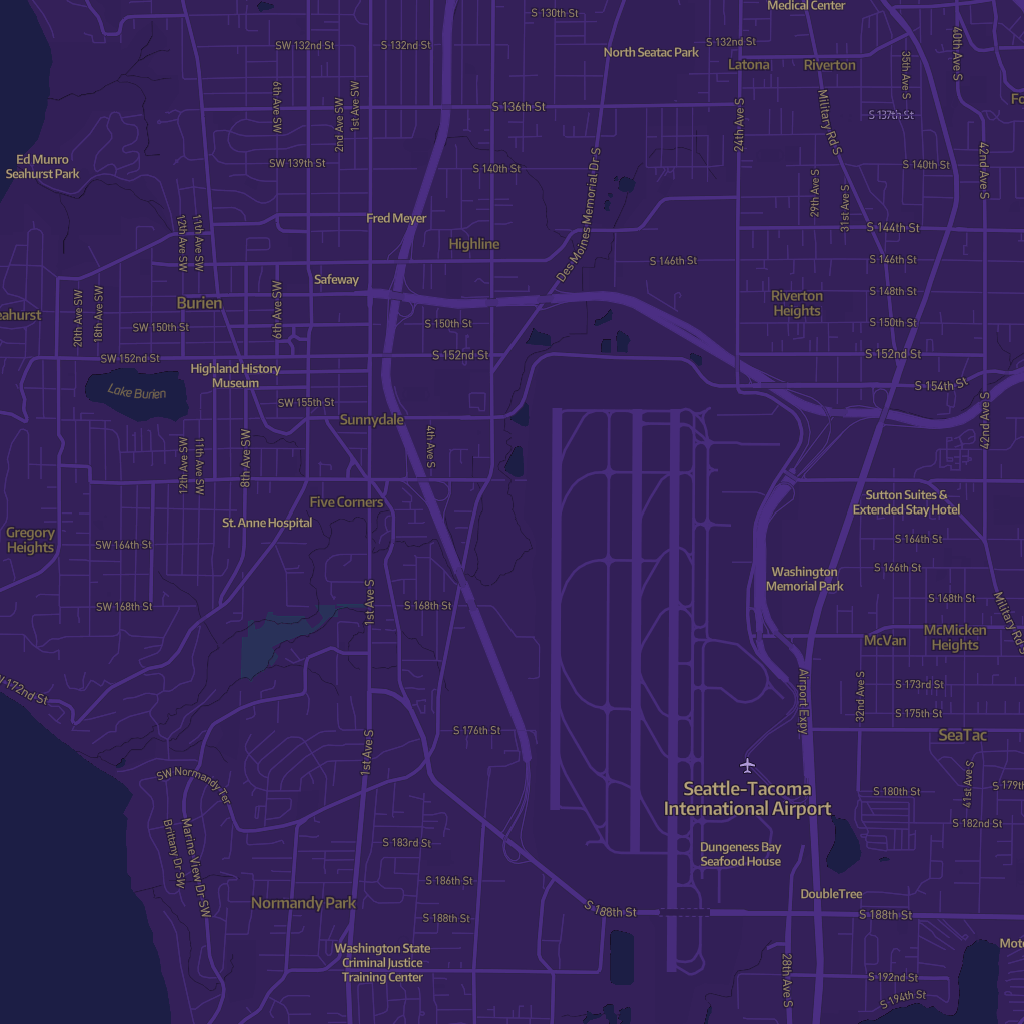 Medical Center
S 130th St
SW 132nd St
S 132nd St
S 132nd St
40th Ave S
North Seatac Park
Latona
Riverton
35th Ave S
6th Ave SW
2nd Ave SW
1st Ave SW
S 136th St
24th Ave S
Military Rd S
S 137th St
Ed Munro
Seahurst Park
SW 139th St
S 140th St
S 140th St
42nd Ave S
29th Ave S
31st Ave S
12th Ave SW
11th Ave SW
Fred Meyer
Highline
Des Moines Memorial Dr S
S 144th St
S 146th St
S 146th St
Safeway
S 148th St
20th Ave SW
18th Ave SW
Burien
6th Ave SW
Riverton
Heights
SW 150th St
S 150th St
S 150th St
SW 152nd St
S 152nd St
S 152nd St
Highland History
Museum
S 154th St
Lake Burien
SW 155th St
Sunnydale
42nd Ave S
4th Ave S
12th Ave SW
11th Ave SW
8th Ave SW
Five Corners
Sutton Suites &
Extended Stay Hotel
St. Anne Hospital
Gregory
Heights
SW 164th St
S 164th St
S 166th St
Washington
Memorial Park
SW 168th St
1st Ave S
S 168th St
S 168th St
Military Rd S
McVan
McMicken
Heights
172nd St
Airport Expy
32nd Ave S
S 173rd St
S 175th St
S 176th St
SeaTac
1st Ave S
SW Normandy Ter
Seattle-Tacoma
International Airport
41st Ave S
S 179th
S 180th St
S 182nd St
Brittany Dr SW
Marine View Dr SW
S 183rd St
Dungeness Bay
Seafood House
S 186th St
DoubleTree
Normandy Park
S 188th St
S 188th St
S 188th St
Washington State
Criminal Justice
Training Center
28th Ave S
S 192nd St
S 194th St